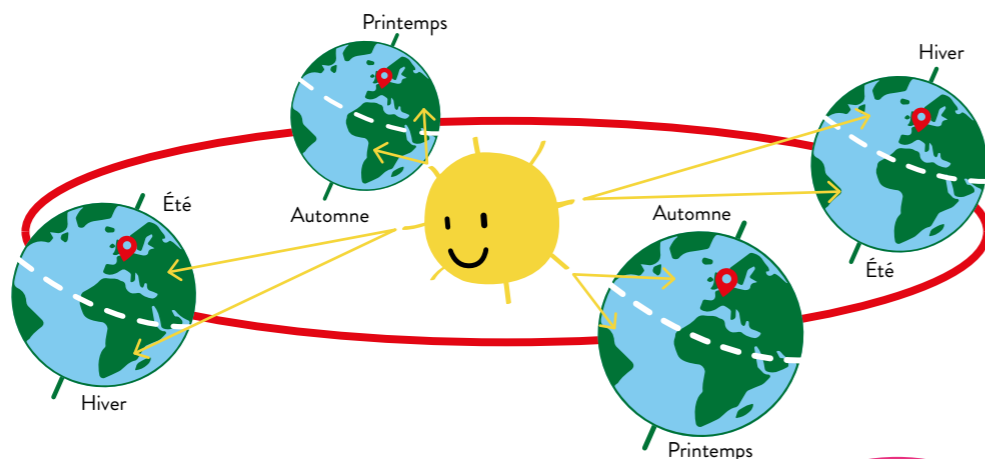 Printemps
Hiver
Été
Automne
Automne
Été
Hiver
Printemps